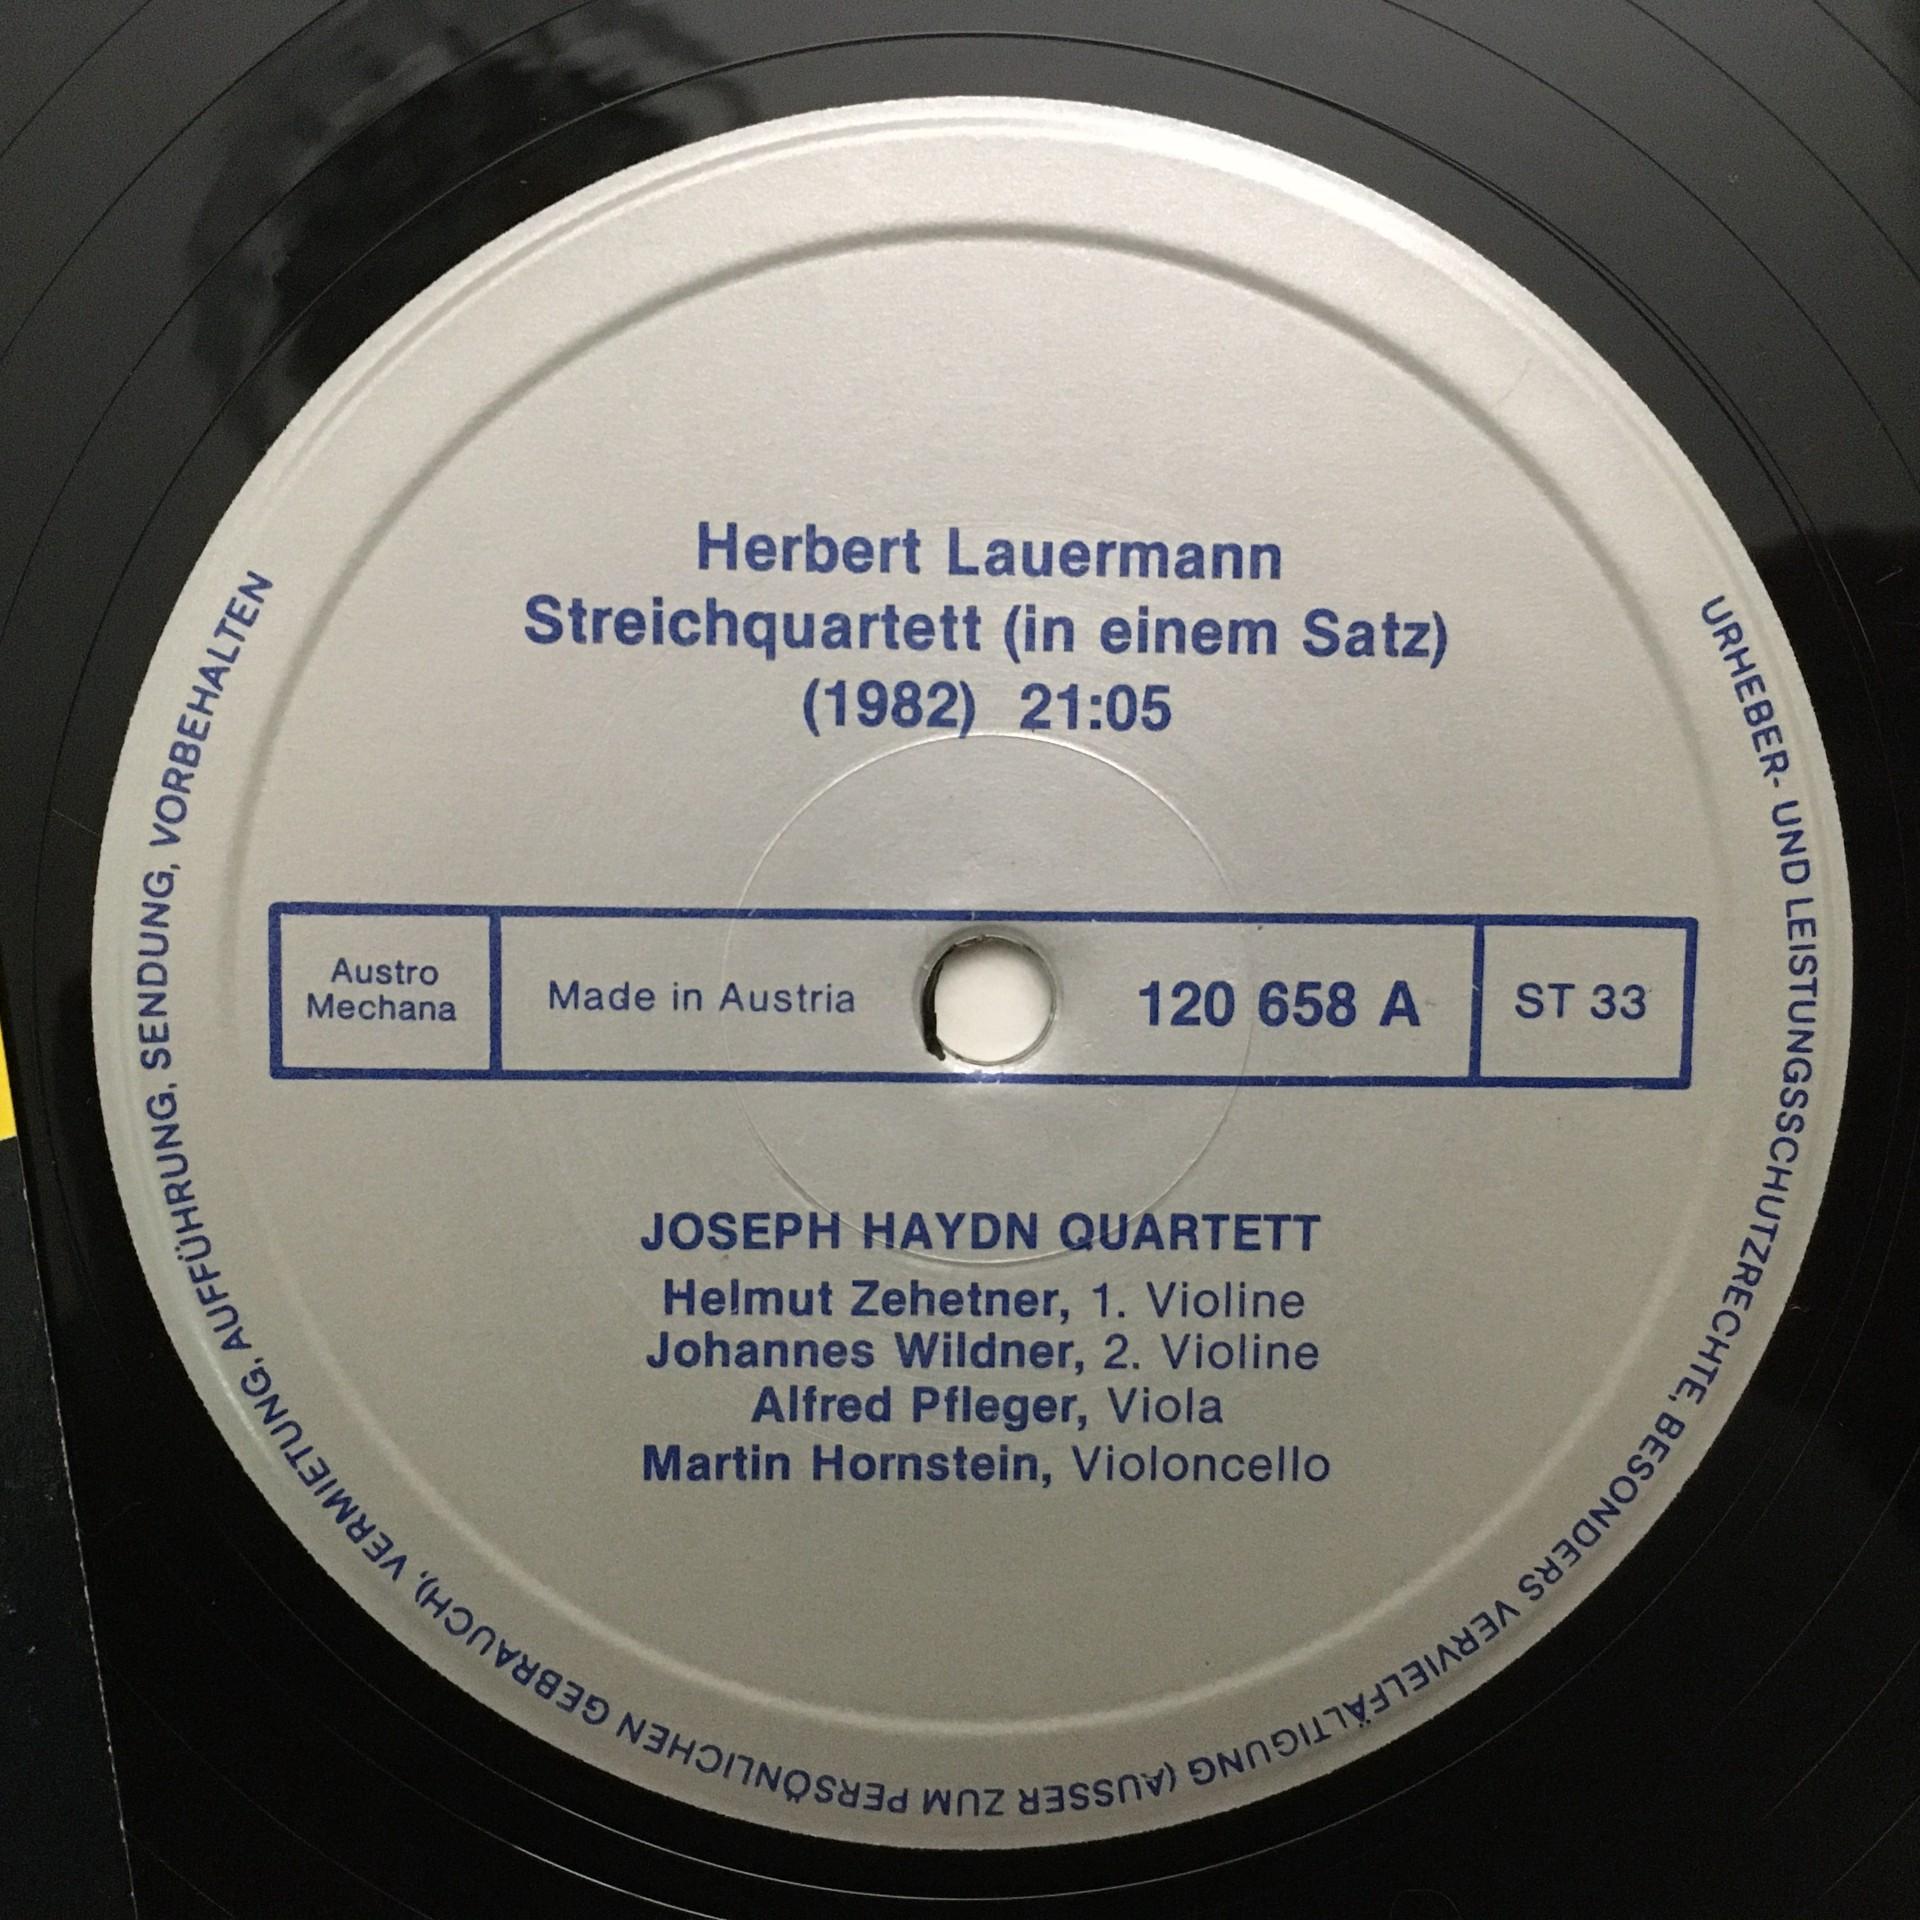 Herbert Lauermann
Streichquartett (in einem Satz)
(1982) 21:05
Austro
Mechana
Made in Austria
120 658 A
ST 33
JOSEPH HAYDN QUARTETT
Helmut Zehetner, 1. Violine
Johannes Wildner, 2. Violine
Alfred Pfleger, Viola
Martin Hornstein, Violoncello
URHEBER- UND LEISTUNGSSCHUTZRECHTE, BESONDERS VERVIELFÄLTIGUNG (AUSSER ZUM PERSÖNLICHEN GEBRAUCH), VERMIETUNG, AUFFÜHRUNG, SENDUNG, VORBEHALTEN